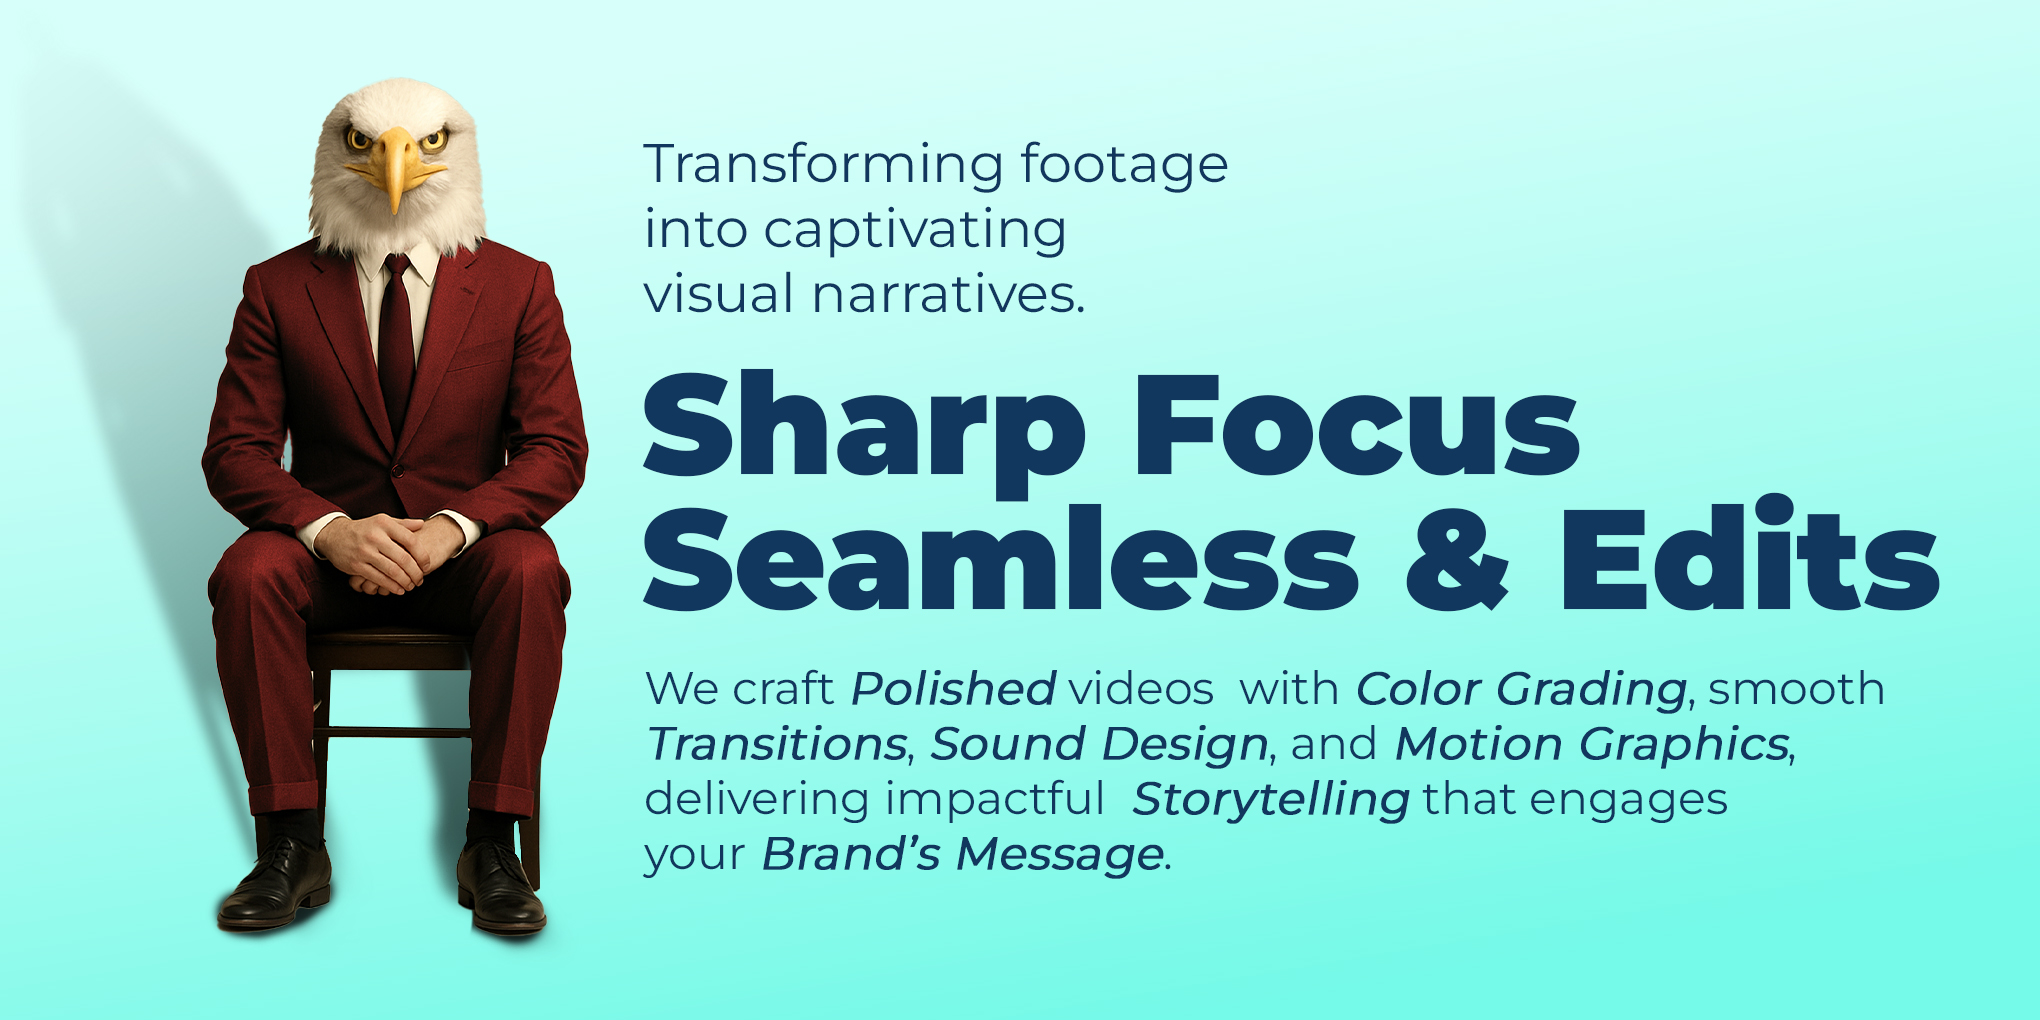 Transforming footage
into captivating
visual narratives.
Sharp Focus
Seamless & Edits
We craft Polished videos  with Color Grading, smooth
Transitions, Sound Design, and Motion Graphics,
delivering impactful  Storytelling that engages
your Brand’s Message.